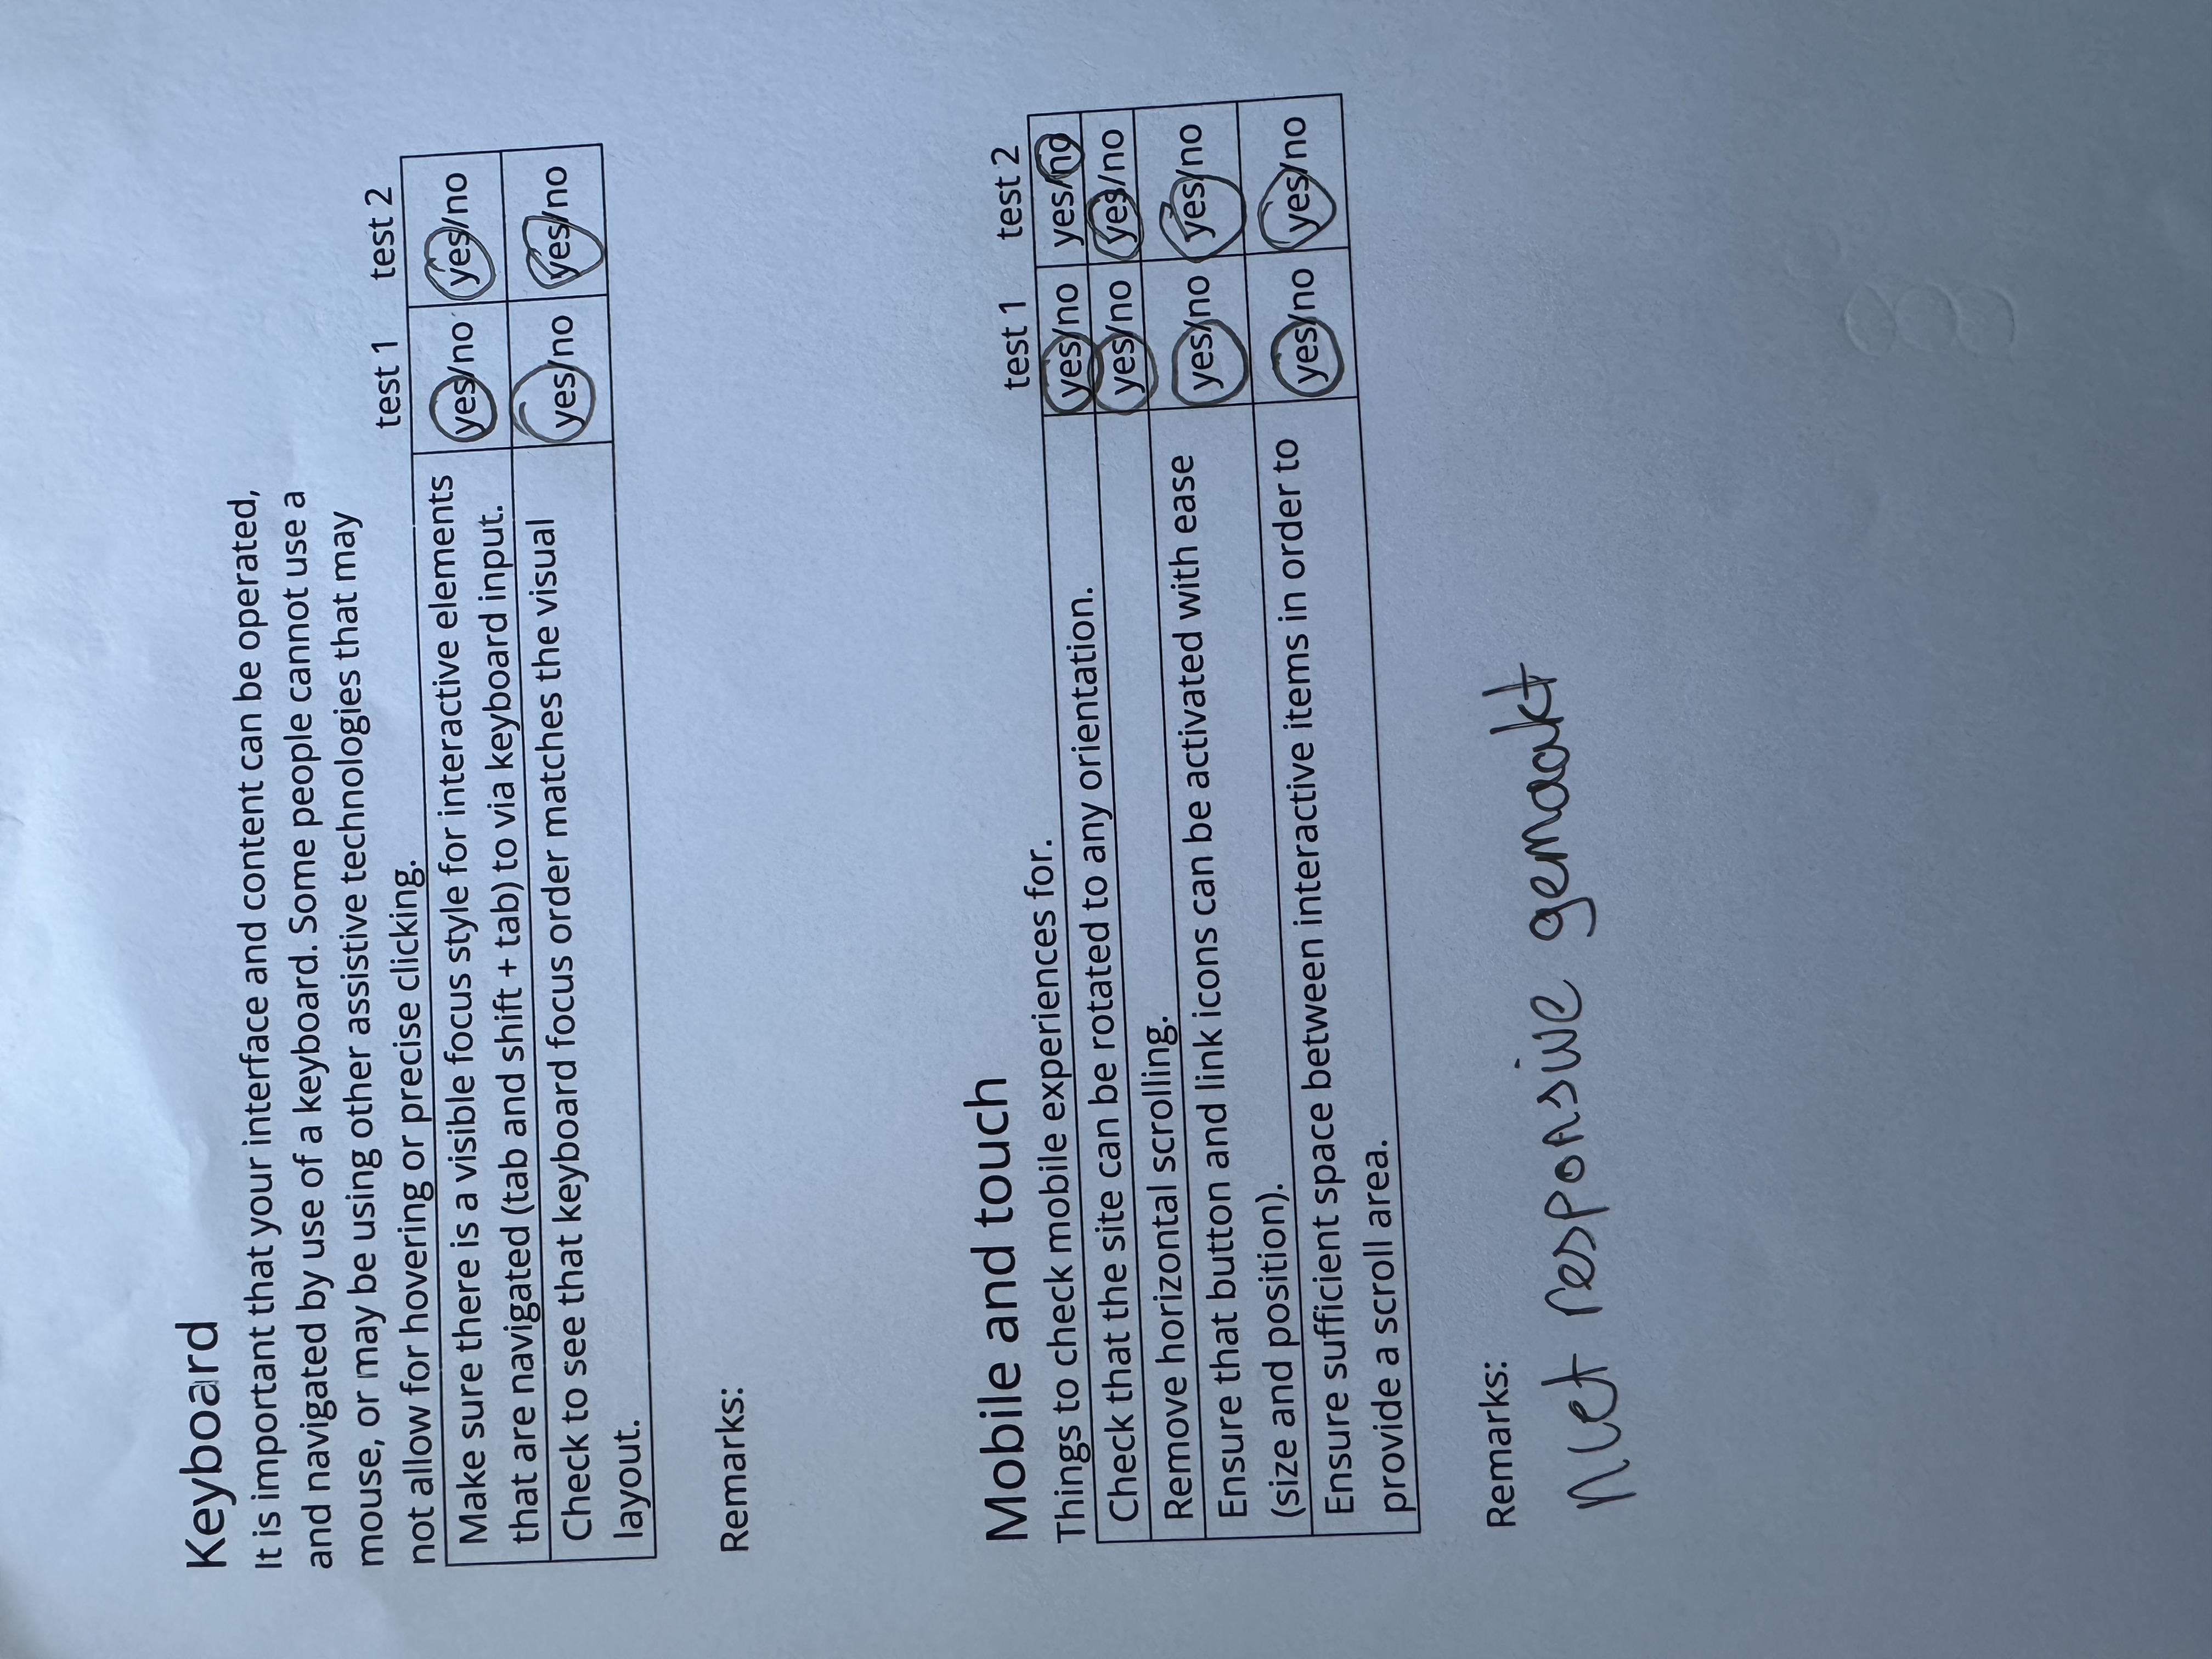 Keyboard
It is important that your interface and content can be operated,
and navigated by use of a keyboard. Some people cannot use a
mouse, or may be using other assistive technologies that may
not allow for hovering or precise clicking.
test 1 test 2
Make sure there is a visible focus style for interactive elements yes/no yes/no
that are navigated (tab and shift + tab) to via keyboard input.
Check to see that keyboard focus order matches the visual yes/no yes/no
layout.
Remarks:
Mobile and touch
Things to check mobile experiences for.
test 1 test 2
Check that the site can be rotated to any orientation. yes/no yes/no
Remove horizontal scrolling. yes/no yes/no
Ensure that button and link icons can be activated with ease yes/no yes/no
(size and position).
Ensure sufficient space between interactive items in order to yes/no yes/no
provide a scroll area.
Remarks:
niet responsive gemaakt